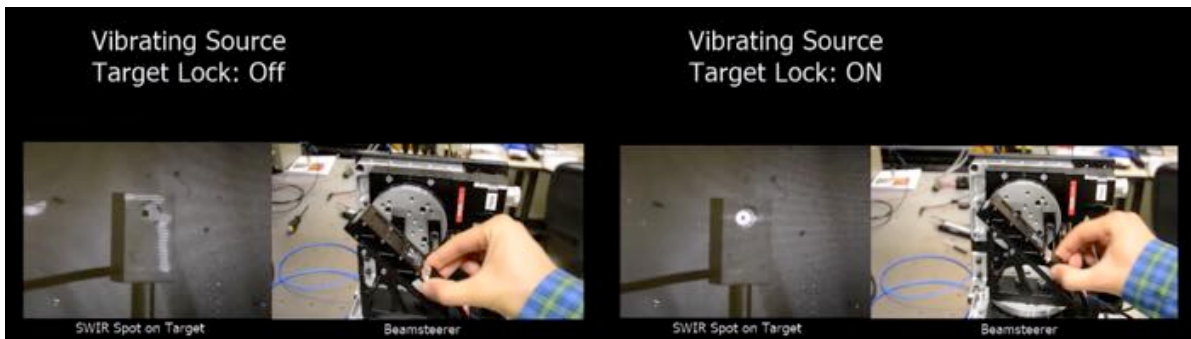 Vibrating Source
Target Lock: Off
SWIR Spot on Target
Beamsteerer
Vibrating Source
Target Lock: ON
SWIR Spot on Target
Beamsteerer